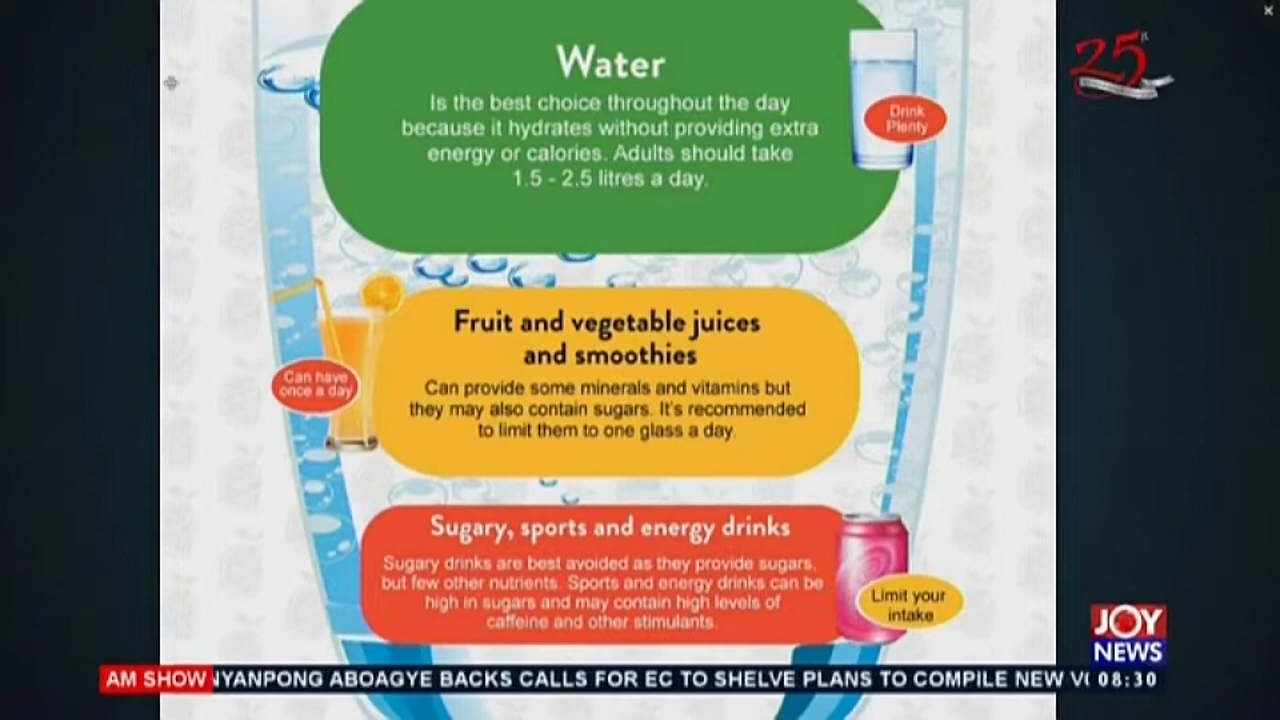 Water
Is the best choice throughout the day
because it hydrates without providing extra
energy or calories. Adults should take
1.5 - 2.5 litres a day.
Drink
Plenty
25
Fruit and vegetable juices
and smoothies
Can provide some minerals and vitamins but
they may also contain sugars. It's recommended
to limit them to one glass a day.
Can have
once a day
Sugary, sports and energy drinks
Sugary drinks are best avoided as they provide sugars,
but few other nutrients. Sports and energy drinks can be
high in sugars and may contain high levels of
caffeine and other stimulants.
Limit your
intake
JOY
NEWS
AM SHOW NYANPONG ABOAGYE BACKS CALLS FOR EC TO SHELVE PLANS TO COMPILE NEW 08:30